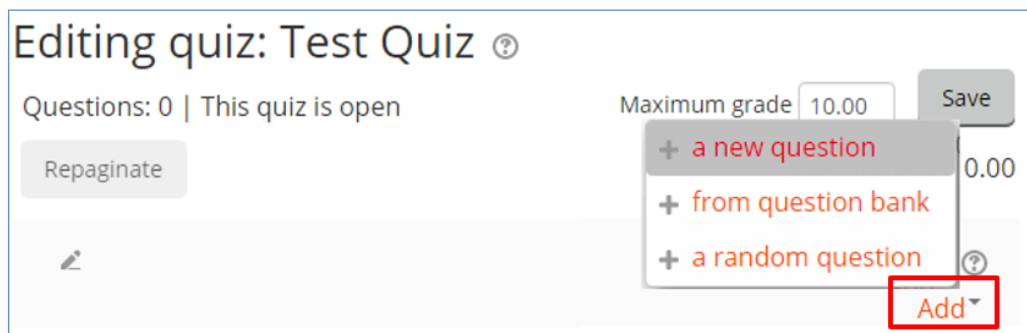 Editing quiz: Test Quiz ?
Questions: 0 | This quiz is open
Maximum grade 10.00 Save
Repaginate
+ a new question
0.00
+ from question bank
+ a random question
?
Add